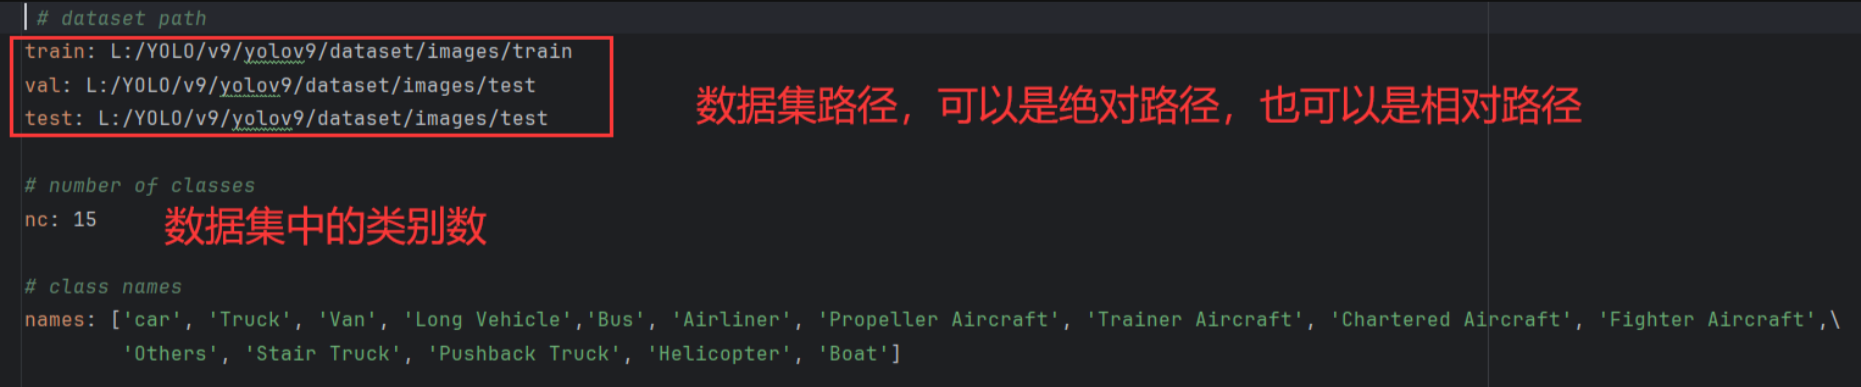 # dataset path
train: L:/YOLO/v9/yolov9/dataset/images/train
val: L:/YOLO/v9/yolov9/dataset/images/test
数据集路径，可以是绝对路径，也可以是相对路径
test: L:/YOLO/v9/yolov9/dataset/images/test
# number of classes
nc: 15
数据集中的类别数
# class names
names: ['car', 'Truck', 'Van', 'Long Vehicle','Bus', 'Airliner', 'Propeller Aircraft', 'Trainer Aircraft', 'Chartered Aircraft', 'Fighter Aircraft',\
'Others', 'Stair Truck', 'Pushback Truck', 'Helicopter', 'Boat']